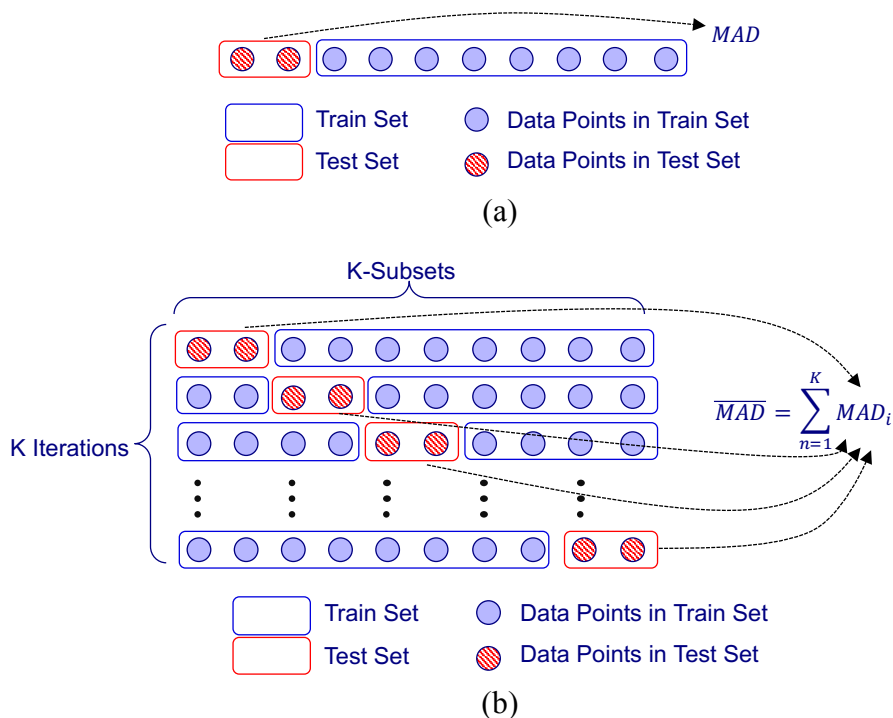 MAD
Train Set
Data Points in Train Set
Test Set
Data Points in Test Set
(a)
K-Subsets
K Iterations
\overline{MAD} = \sum_{n=1}^{K} MAD_i
Train Set
Data Points in Train Set
Test Set
Data Points in Test Set
(b)